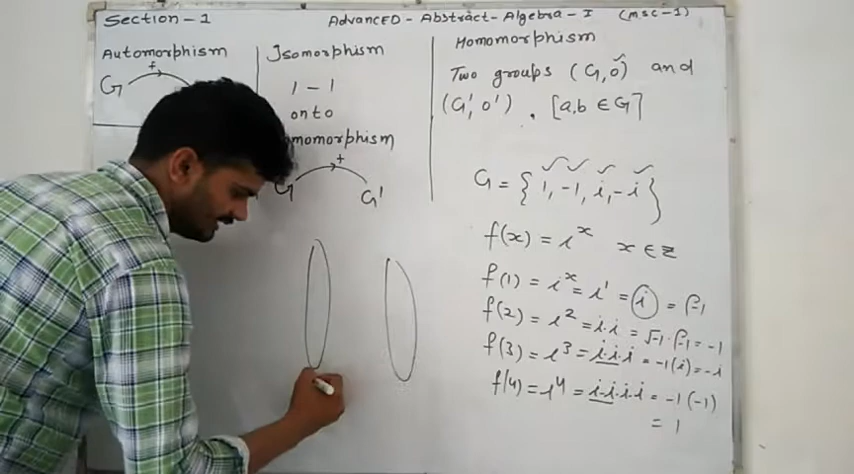 Section-1
Advanced-Abstract-Algebra-I (msc-1)
Automorphism
f
G
Isomorphism
1-1
onto
momorphism
G G'
Homomorphism
Two groups (G,o) and
(G',o'). [a,b ∈ G]
G = {1,-1, i,-i}
f(x) = i^x x ∈ Z
f(1) = i^x = i^1 = i = √-1
f(2) = i^2 = i·i = √-1·√-1 = -1
f(3) = i^3 = i·i·i = -1(i) = -i
f(4) = i^4 = i·i·i·i = -1(-1)
= 1